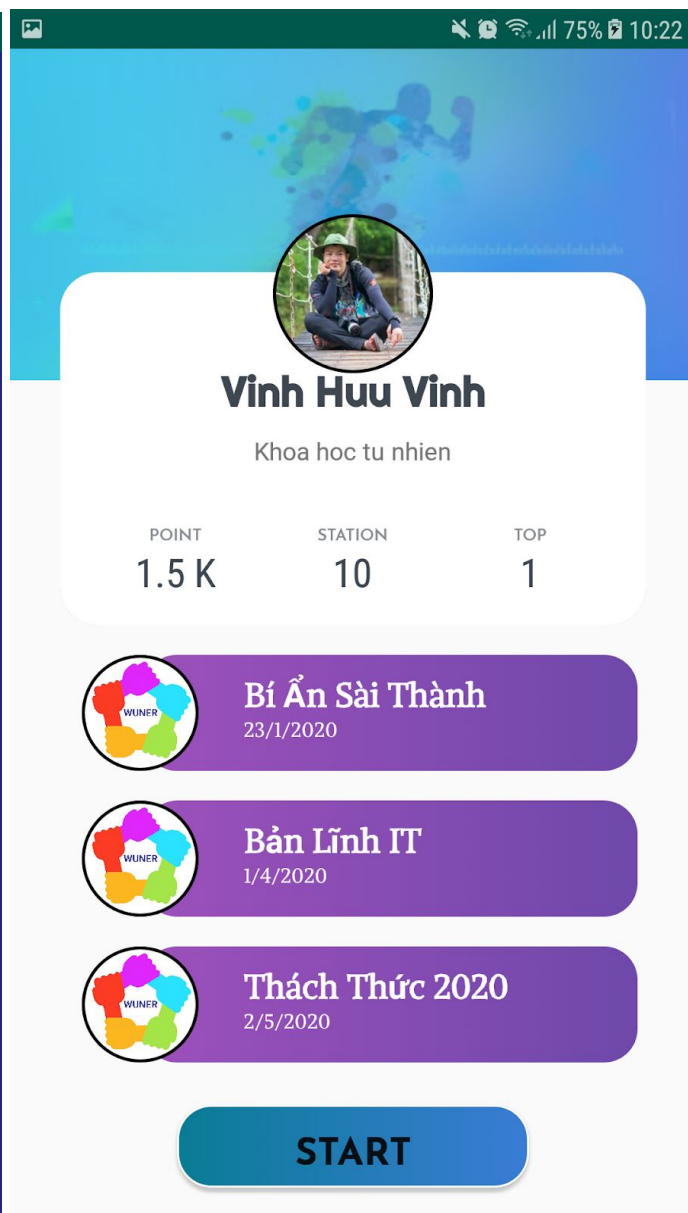 75% 10:22
Vinh Huu Vinh
Khoa hoc tu nhien
POINT STATION TOP
1.5 K 10 1
WUNER
Bí Ẩn Sài Thành
23/1/2020
WUNER
Bản Lĩnh IT
1/4/2020
WUNER
Thách Thức 2020
2/5/2020
START